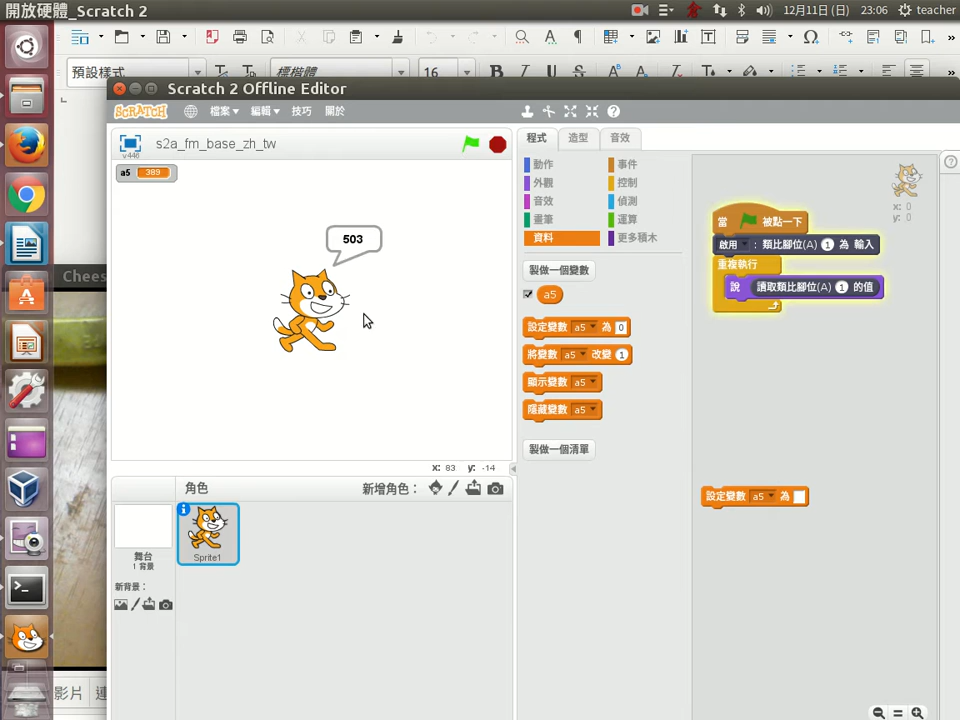 開放硬體_Scratch 2
12月11日 (日) 23:06 teacher
預設樣式
標楷體
16
Scratch 2 Offline Editor
SCRATCH 檔案▼ 編輯▼ 技巧 關於
s2a_fm_base_zh_tw
v446
a5 389
503
x: 83 y: -14
程式 造型 音效
動作 事件
外觀 控制
音效 偵測
畫筆 運算
資料 更多積木
製做一個變數
a5
設定變數 a5 為 0
將變數 a5 改變 1
顯示變數 a5
隱藏變數 a5
製做一個清單
x: 0
y: 0
當 被點一下
啟用 : 類比腳位(A) 1 為 輸入
重複執行
說 讀取類比腳位(A) 1 的值
設定變數 a5 為
角色 新增角色：
舞台
1 背景
新背景：
Sprite1
Chees
影片